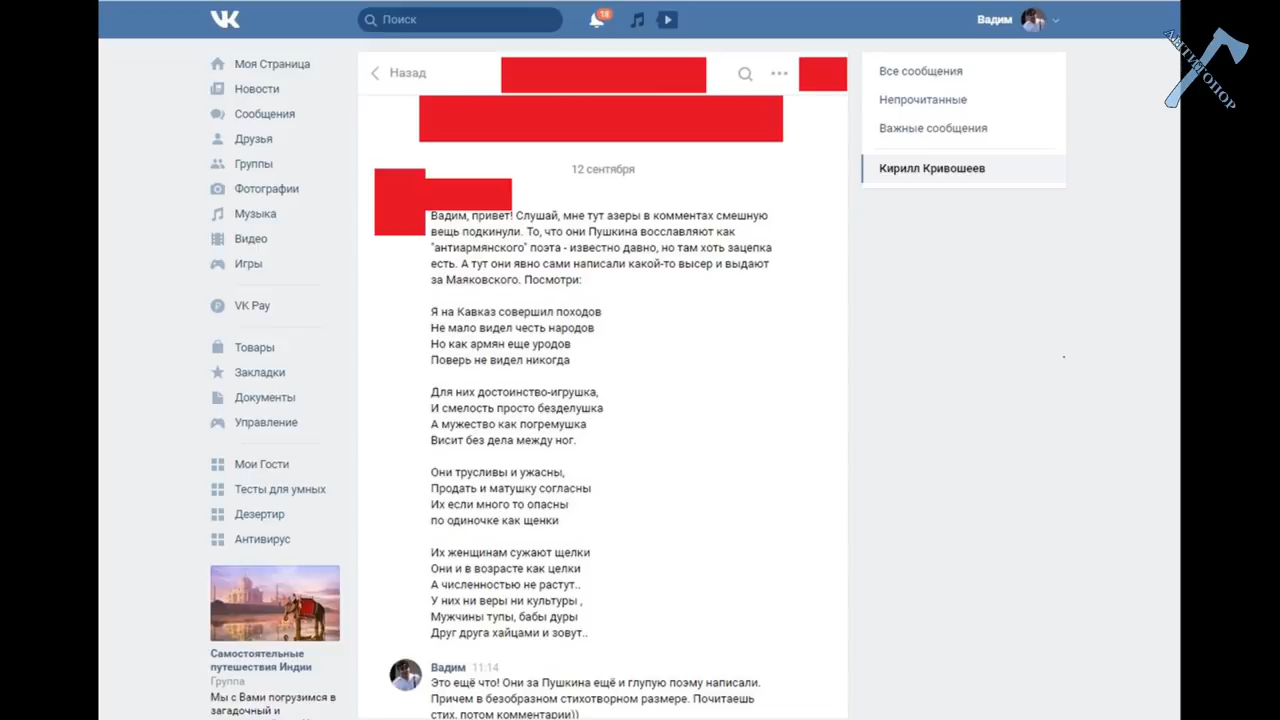 Поиск
18
Вадим
АНТИТОПОР
Моя Страница
Новости
Сообщения
Друзья
Группы
Фотографии
Музыка
Видео
Игры
VK Pay
Товары
Закладки
Документы
Управление
Мои Гости
Тесты для умных
Дезертир
Антивирус
Самостоятельные
путешествия Индии
Группа
Мы с Вами погрузимся в
загадочный и
Назад
12 сентября
Вадим, привет! Слушай, мне тут азеры в комментах смешную
вещь подкинули. То, что они Пушкина восславляют как
"антиармянского" поэта - известно давно, но там хоть зацепка
есть. А тут они явно сами написали какой-то высер и выдают
за Маяковского. Посмотри:
Я на Кавказ совершил походов
Не мало видел честь народов
Но как армян еще уродов
Поверь не видел никогда
Для них достоинство-игрушка,
И смелость просто безделушка
А мужество как погремушка
Висит без дела между ног.
Они трусливы и ужасны,
Продать и матушку согласны
Их если много то опасны
по одиночке как щенки
Их женщинам сужают щелки
Они и в возрасте как целки
А численностью не растут..
У них ни веры ни культуры ,
Мужчины тупы, бабы дуры
Друг друга хайцами и зовут..
Вадим 11:14
Это ещё что! Они за Пушкина ещё и глупую поэму написали.
Причем в безобразном стихотворном размере. Почитаешь
стих, потом комментарии))
Все сообщения
Непрочитанные
Важные сообщения
Кирилл Кривошеев